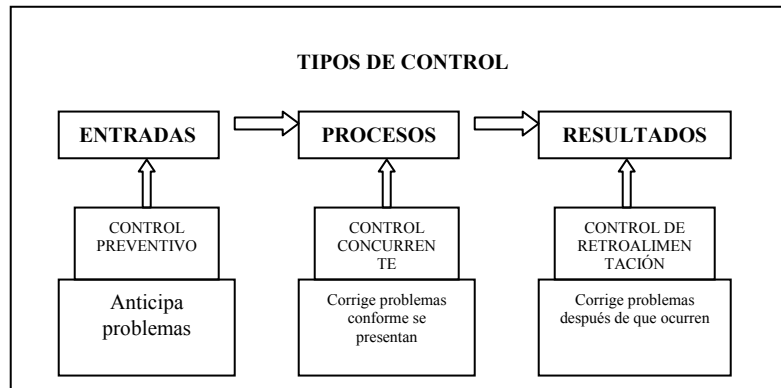 TIPOS DE CONTROL
ENTRADAS
PROCESOS
RESULTADOS
CONTROL
PREVENTIVO
CONTROL
CONCURREN
TE
CONTROL DE
RETROALIMEN
TACIÓN
Anticipa
problemas
Corrige problemas
conforme se
presentan
Corrige problemas
después de que ocurren